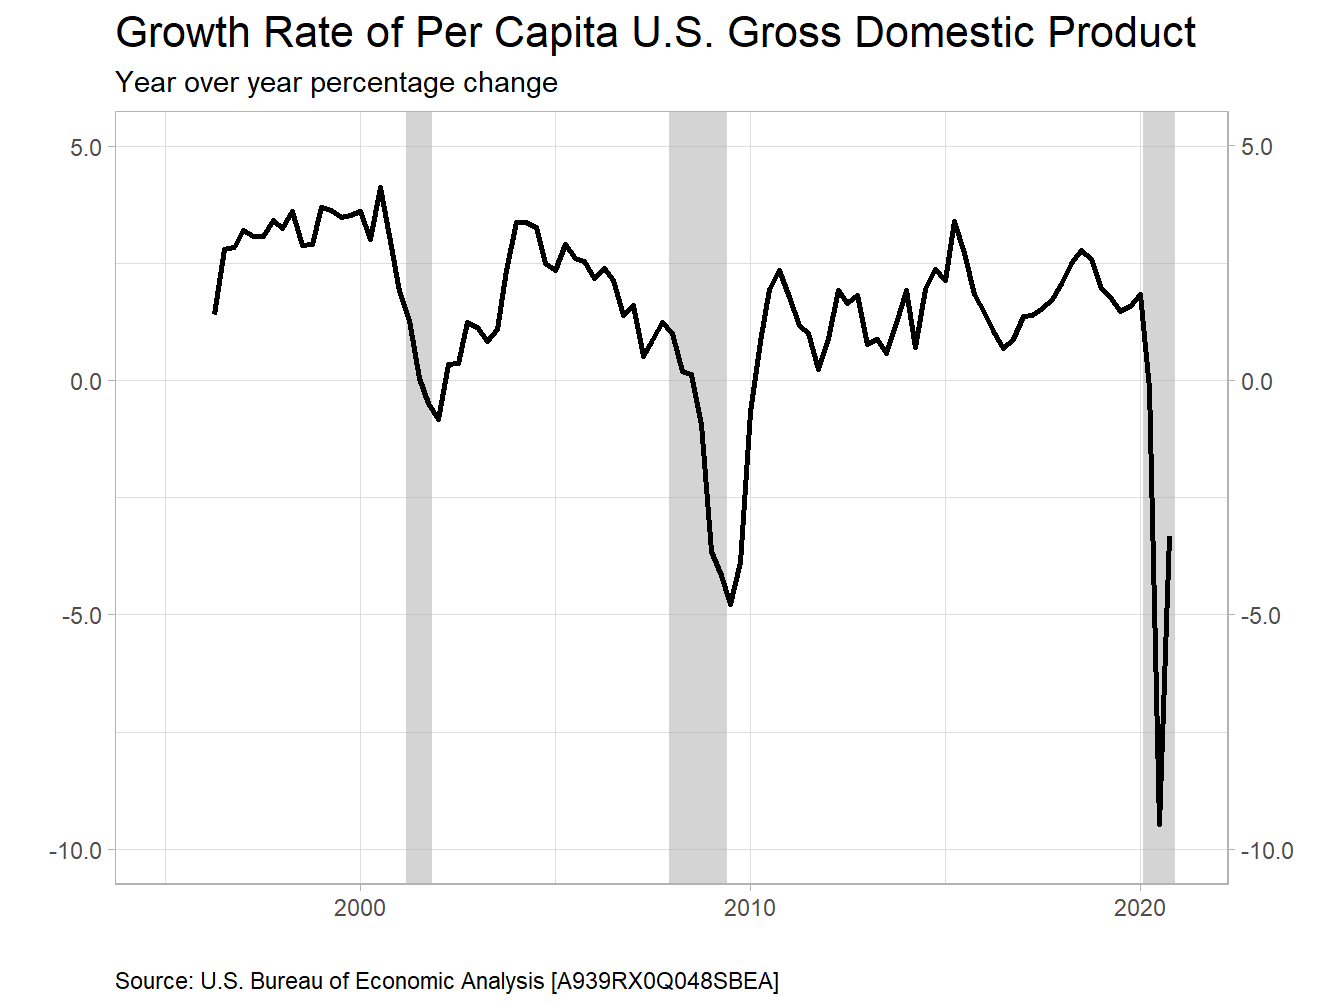 Growth Rate of Per Capita U.S. Gross Domestic Product
Year over year percentage change
5.0 5.0
0.0 0.0
-5.0 -5.0
-10.0 -10.0
2000 2010 2020
Source: U.S. Bureau of Economic Analysis [A939RX0Q048SBEA]